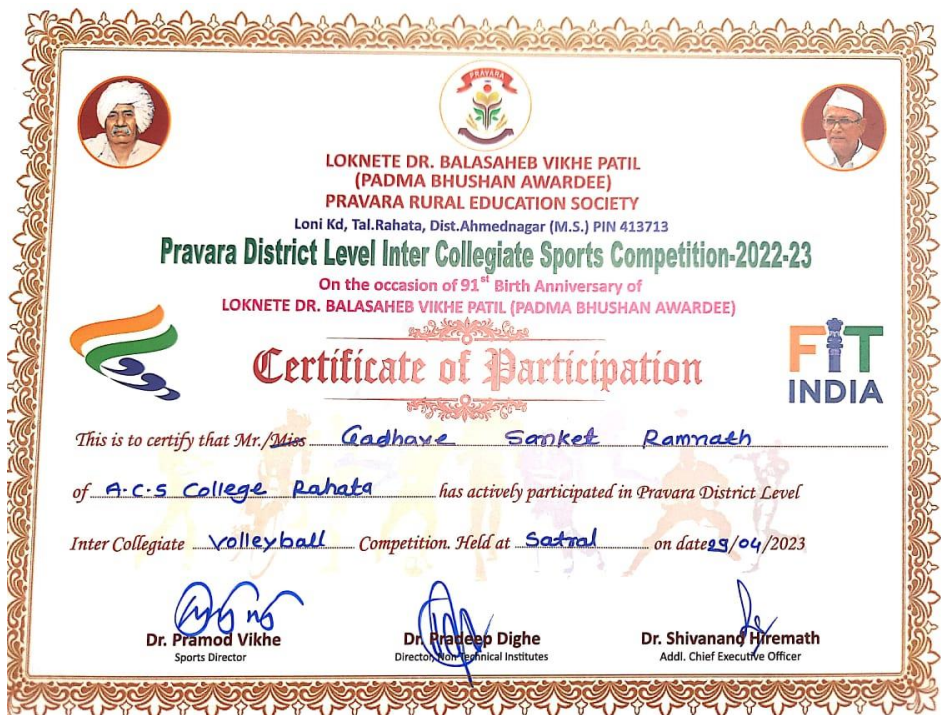 PRAVARA
LOKNETE DR. BALASAHEB VIKHE PATIL
(PADMA BHUSHAN AWARDEE)
PRAVARA RURAL EDUCATION SOCIETY
Loni Kd, Tal.Rahata, Dist.Ahmednagar (M.S.) PIN 413713
Pravara District Level Inter Collegiate Sports Competition-2022-23
On the occasion of 91st Birth Anniversary of
LOKNETE DR. BALASAHEB VIKHE PATIL (PADMA BHUSHAN AWARDEE)
Certificate of Participation
FIT
INDIA
This is to certify that Mr./Miss Gadhave Sanket Ramnath
of A.C.S College Rahata has actively participated in Pravara District Level
Inter Collegiate Volleyball Competition. Held at Satral on date 29/04/2023
Dr. Pramod Vikhe
Sports Director
Dr. Pradeep Dighe
Director, Non Technical Institutes
Dr. Shivanand Hiremath
Addl. Chief Executive Officer